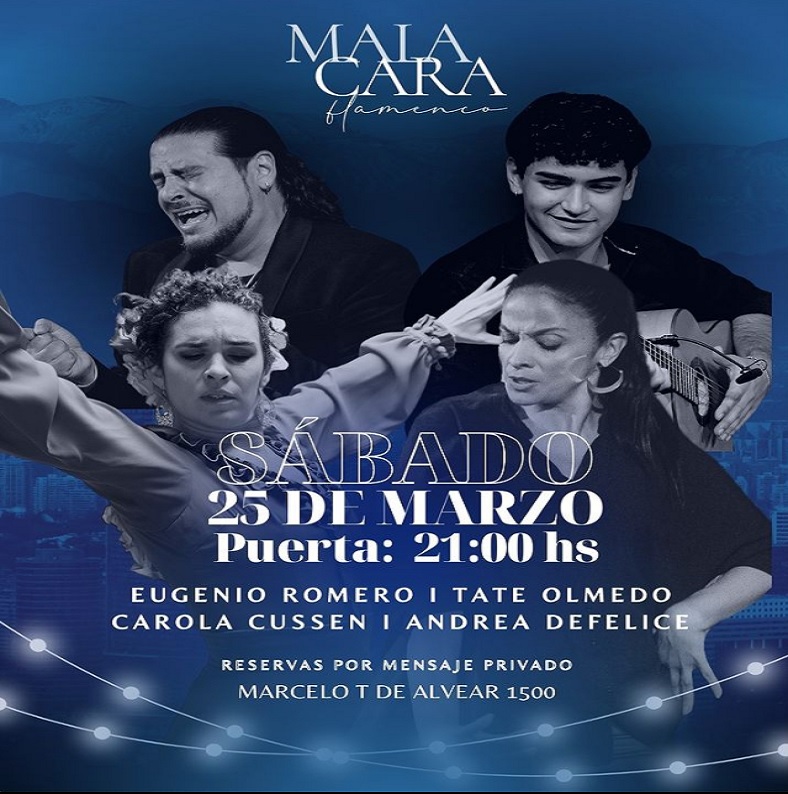 MALA
CARA
flamenco
SÁBADO
25 DE MARZO
Puerta: 21:00 hs
EUGENIO ROMERO I TATE OLMEDO
CAROLA CUSSEN I ANDREA DEFELICE
RESERVAS POR MENSAJE PRIVADO
MARCELO T DE ALVEAR 1500